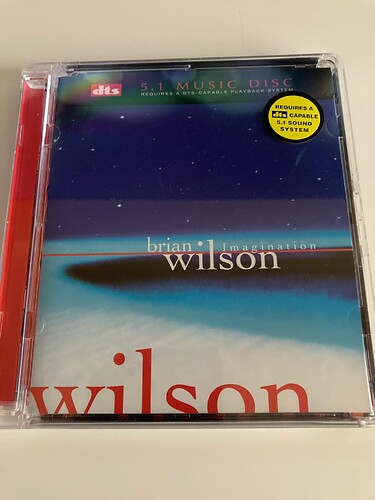 dts 5.1 MUSIC DISC
REQUIRES A DTS-CAPABLE PLAYBACK SYSTEM
REQUIRES A
dts CAPABLE
5.1 SOUND
SYSTEM
brian Imagination
wilson
wilson